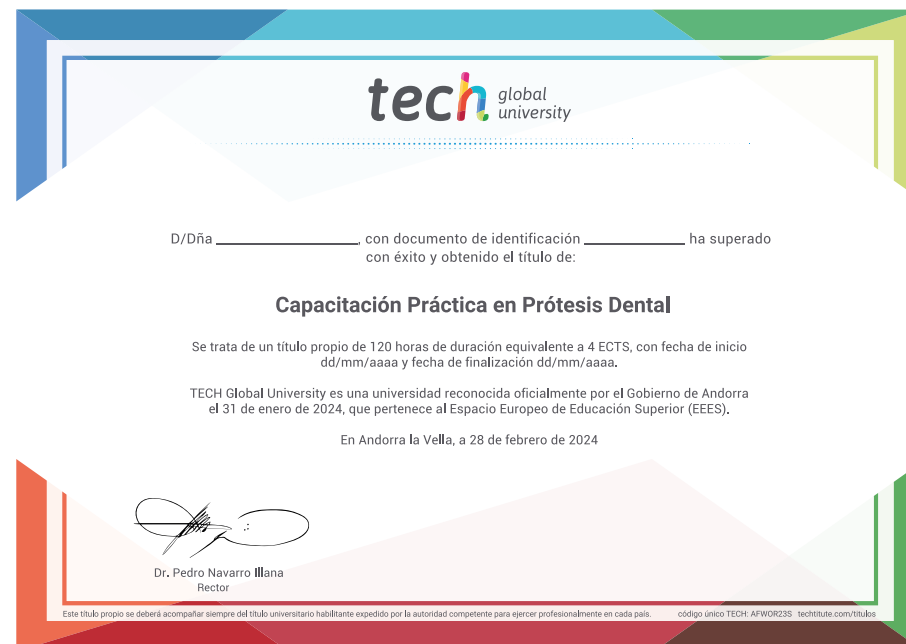 tech global university
D/Dña ____________________, con documento de identificación ______________ ha superado
con éxito y obtenido el título de:
Capacitación Práctica en Prótesis Dental
Se trata de un título propio de 120 horas de duración equivalente a 4 ECTS, con fecha de inicio
dd/mm/aaaa y fecha de finalización dd/mm/aaaa.
TECH Global University es una universidad reconocida oficialmente por el Gobierno de Andorra
el 31 de enero de 2024, que pertenece al Espacio Europeo de Educación Superior (EEES).
En Andorra la Vella, a 28 de febrero de 2024
Dr. Pedro Navarro Illana
Rector
Este título propio se deberá acompañar siempre del título universitario habilitante expedido por la autoridad competente para ejercer profesionalmente en cada país. código único TECH: AFWOR23S techtitute.com/titulos